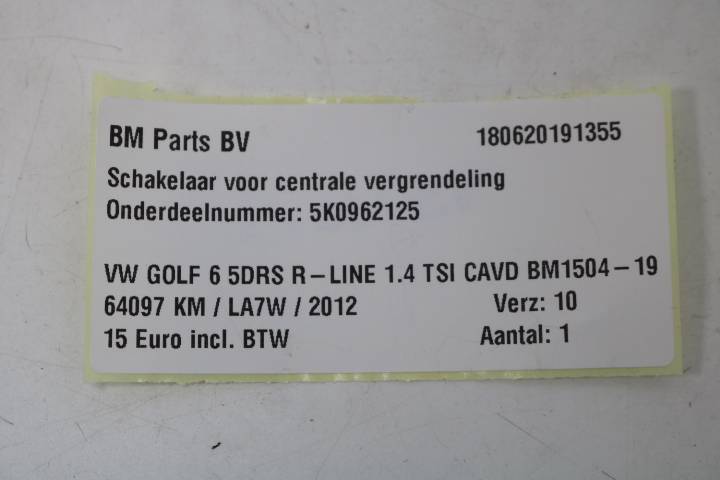 BM Parts BV 180620191355
Schakelaar voor centrale vergrendeling
Onderdeelnummer: 5K0962125
VW GOLF 6 5DRS R-LINE 1.4 TSI CAVD BM1504-19
64097 KM / LA7W / 2012 Verz: 10
15 Euro incl. BTW Aantal: 1